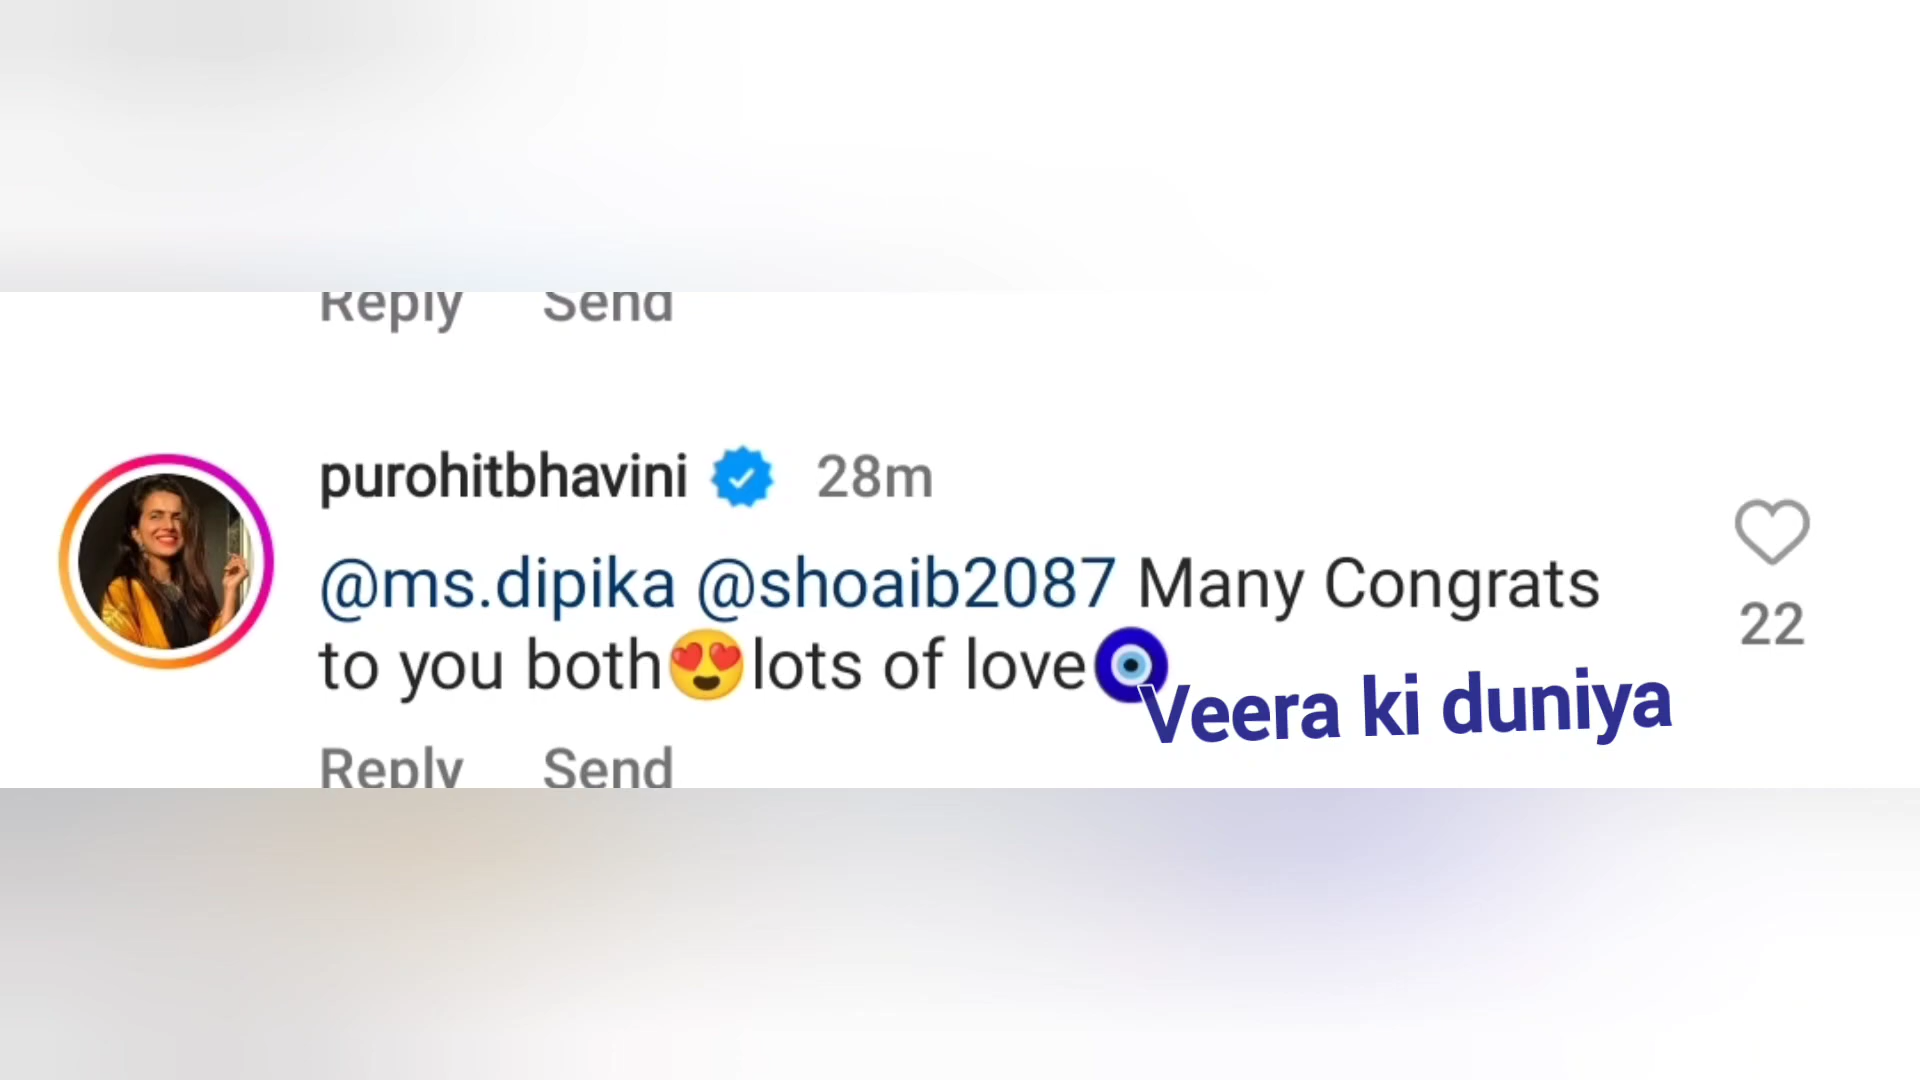 Reply Send
purohitbhavini 28m
@ms.dipika @shoaib2087 Many Congrats
to you both😍lots of love🧿
22
Veera ki duniya
Reply Send